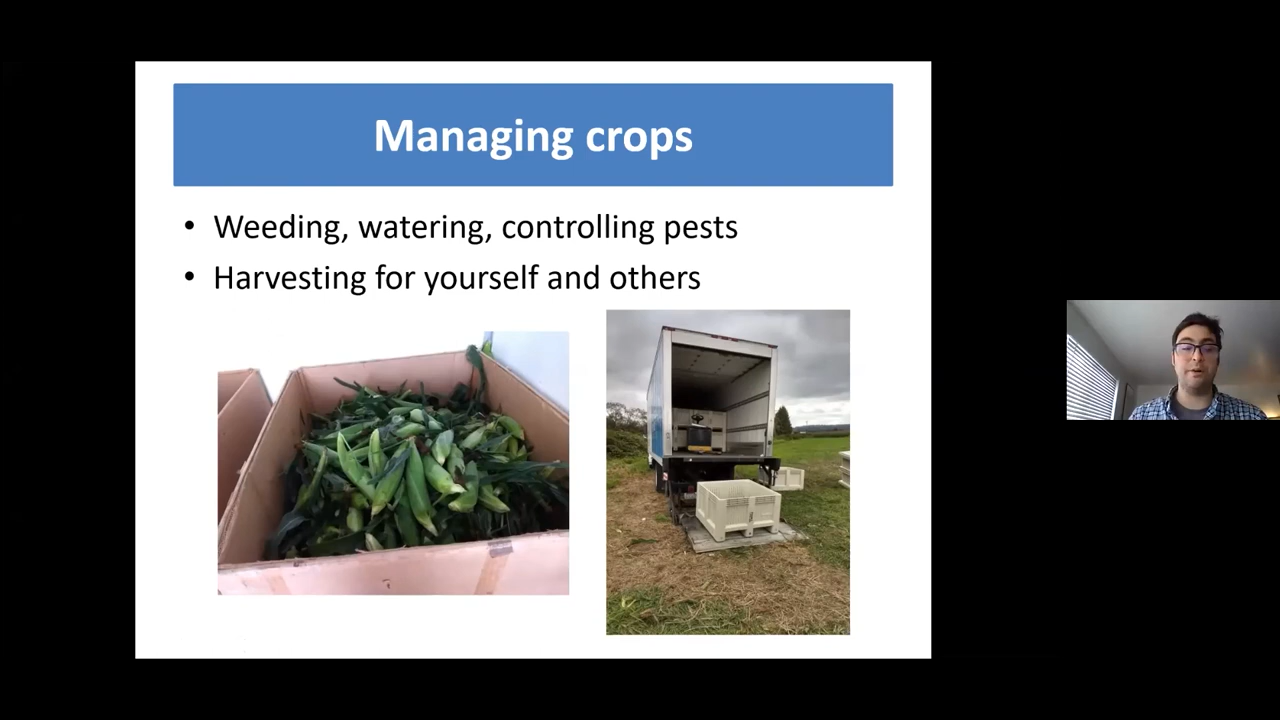 Managing crops
• Weeding, watering, controlling pests
• Harvesting for yourself and others